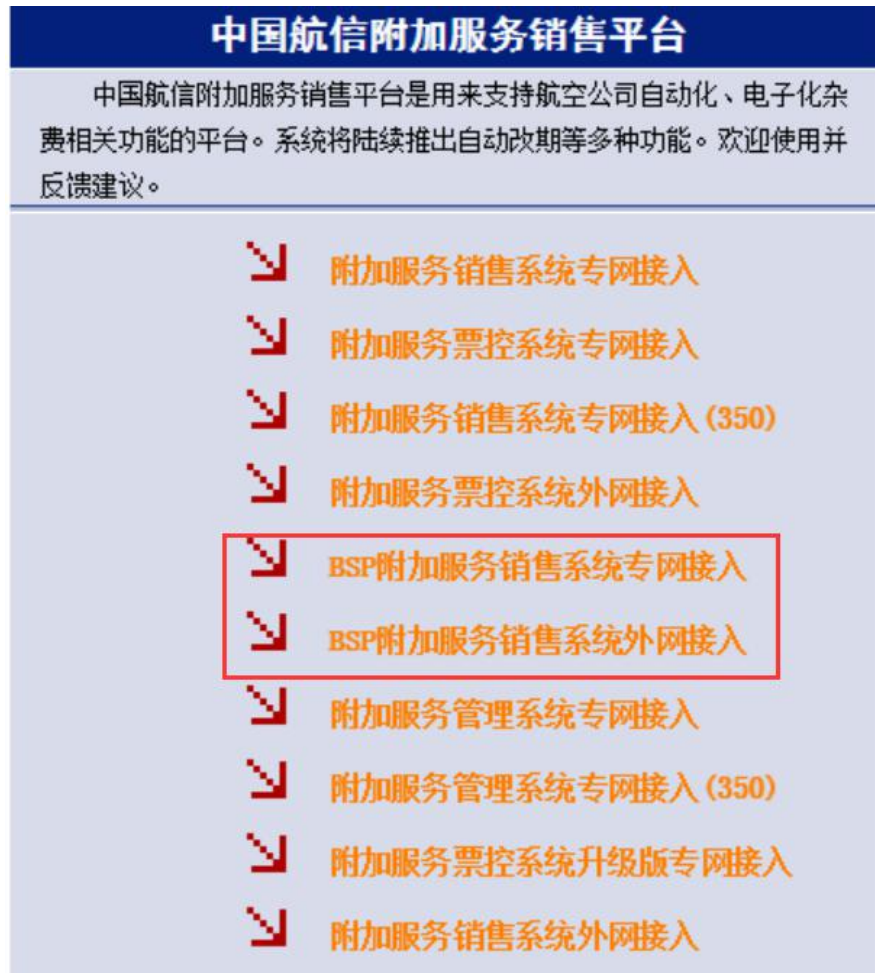 中国航信附加服务销售平台
中国航信附加服务销售平台是用来支持航空公司自动化、电子化杂
费相关功能的平台。系统将陆续推出自动改期等多种功能。欢迎使用并
反馈建议。
附加服务销售系统专网接入
附加服务票控系统专网接入
附加服务销售系统专网接入(350)
附加服务票控系统外网接入
BSP附加服务销售系统专网接入
BSP附加服务销售系统外网接入
附加服务管理系统专网接入
附加服务管理系统专网接入(350)
附加服务票控系统升级版专网接入
附加服务销售系统外网接入